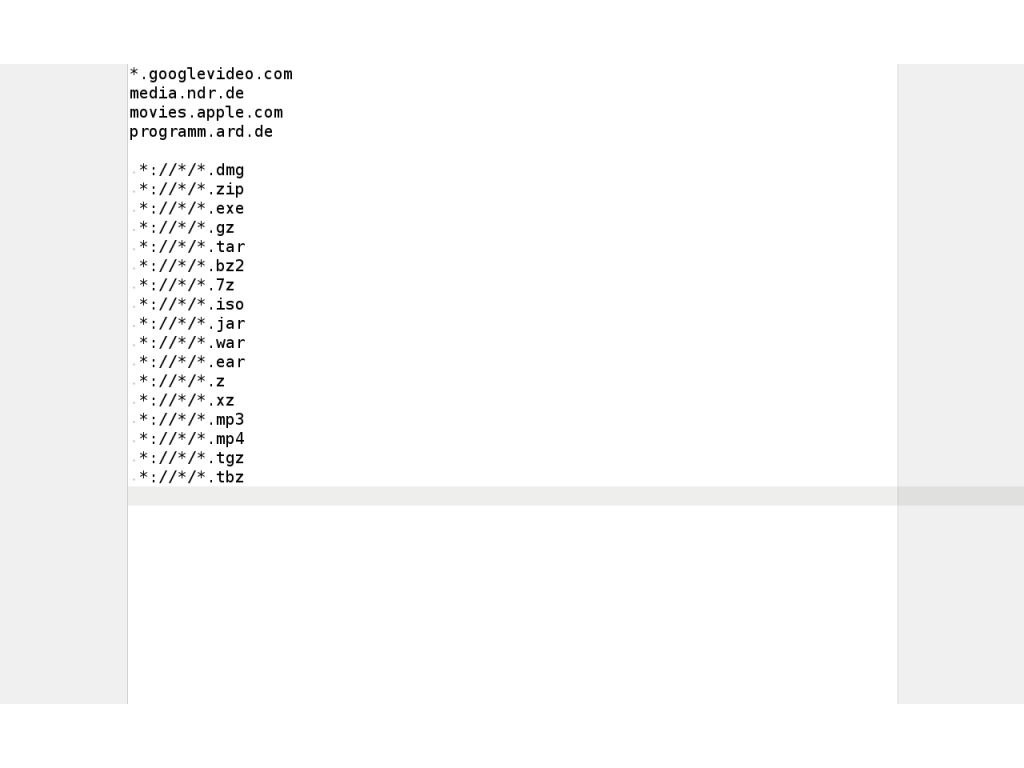 *.googlevideo.com
media.ndr.de
movies.apple.com
programm.ard.de

*://*/*.dmg
*://*/*.zip
*://*/*.exe
*://*/*.gz
*://*/*.tar
*://*/*.bz2
*://*/*.7z
*://*/*.iso
*://*/*.jar
*://*/*.war
*://*/*.ear
*://*/*.z
*://*/*.xz
*://*/*.mp3
*://*/*.mp4
*://*/*.tgz
*://*/*.tbz